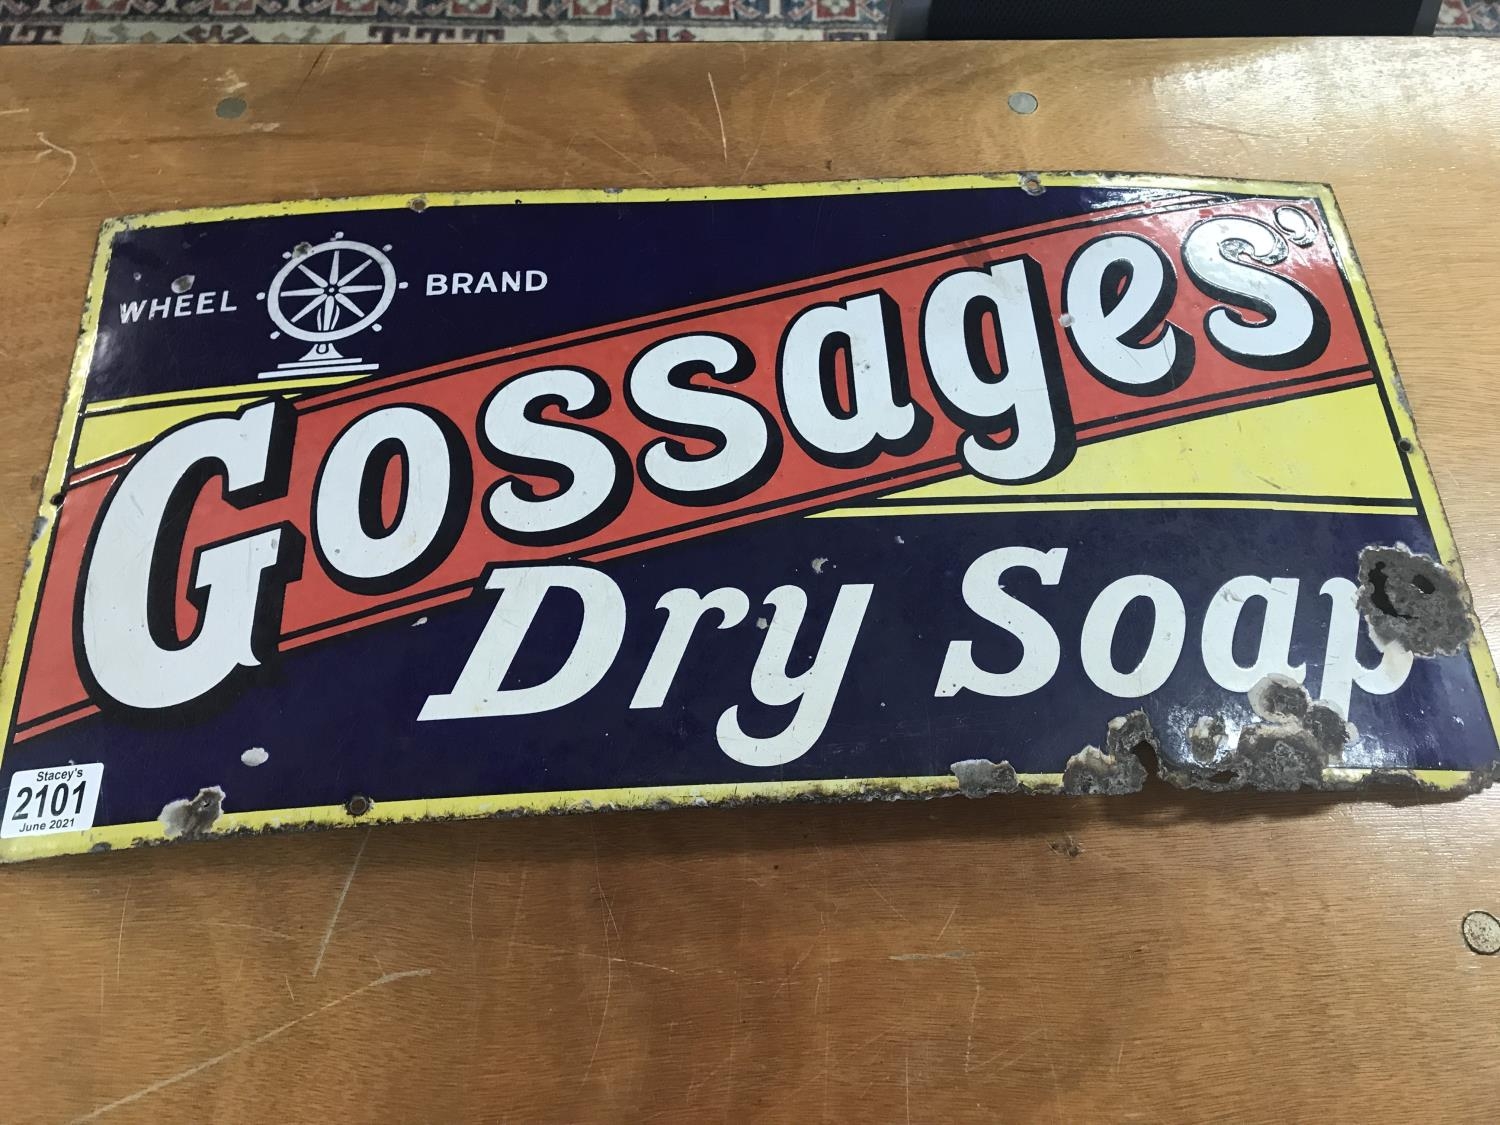 WHEEL BRAND
Gossages'
Dry Soap
Stacey's
2101
June 2021